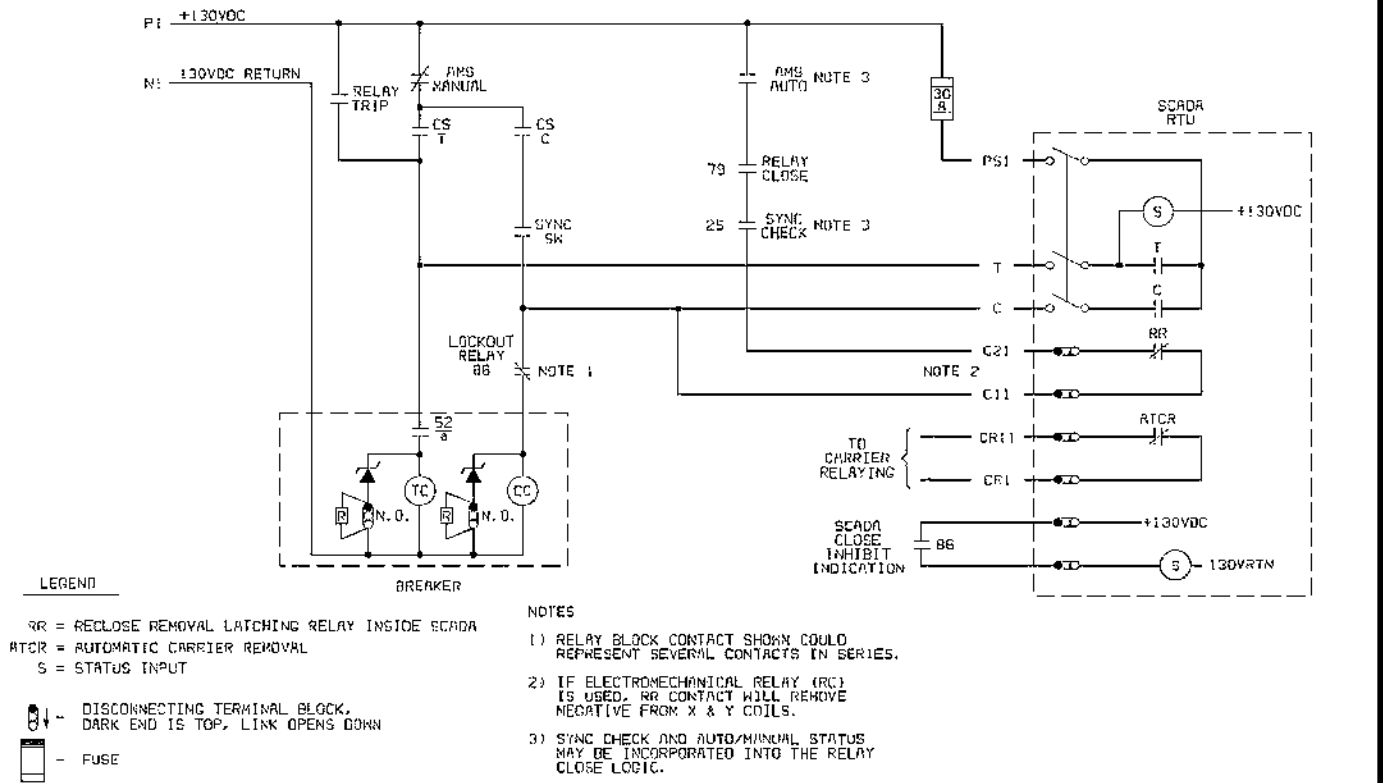 P1 +130VDC
N1 130VDC RETURN
RELAY
TRIP
AMS
MANUAL
CS
T
CS
C
SYNC
SW
AMS
AUTO NOTE 3
79 RELAY
CLOSE
25 SYNC
CHECK NOTE 3
30
A.
SCADA
RTU
PS1
S +130VDC
T T
C C
LOCKOUT
RELAY
86 NOTE 1
C21 RR
NOTE 2
C11
52
a
TC
CC
R N.O.
R N.O.
BREAKER
TO
CARRIER
RELAYING
CR11 RTCR
CR1
SCADA
CLOSE
INHIBIT
INDICATION
86
+130VDC
S 130VRTN
LEGEND
RR = RECLOSE REMOVAL LATCHING RELAY INSIDE SCADA
ATCR = AUTOMATIC CARRIER REMOVAL
S = STATUS INPUT
- DISCONNECTING TERMINAL BLOCK,
DARK END IS TOP, LINK OPENS DOWN
- FUSE
NOTES
1) RELAY BLOCK CONTACT SHOWN COULD
REPRESENT SEVERAL CONTACTS IN SERIES.
2) IF ELECTROMECHANICAL RELAY (RC)
IS USED, RR CONTACT WILL REMOVE
NEGATIVE FROM X & Y COILS.
3) SYNC CHECK AND AUTO/MANUAL STATUS
MAY BE INCORPORATED INTO THE RELAY
CLOSE LOGIC.